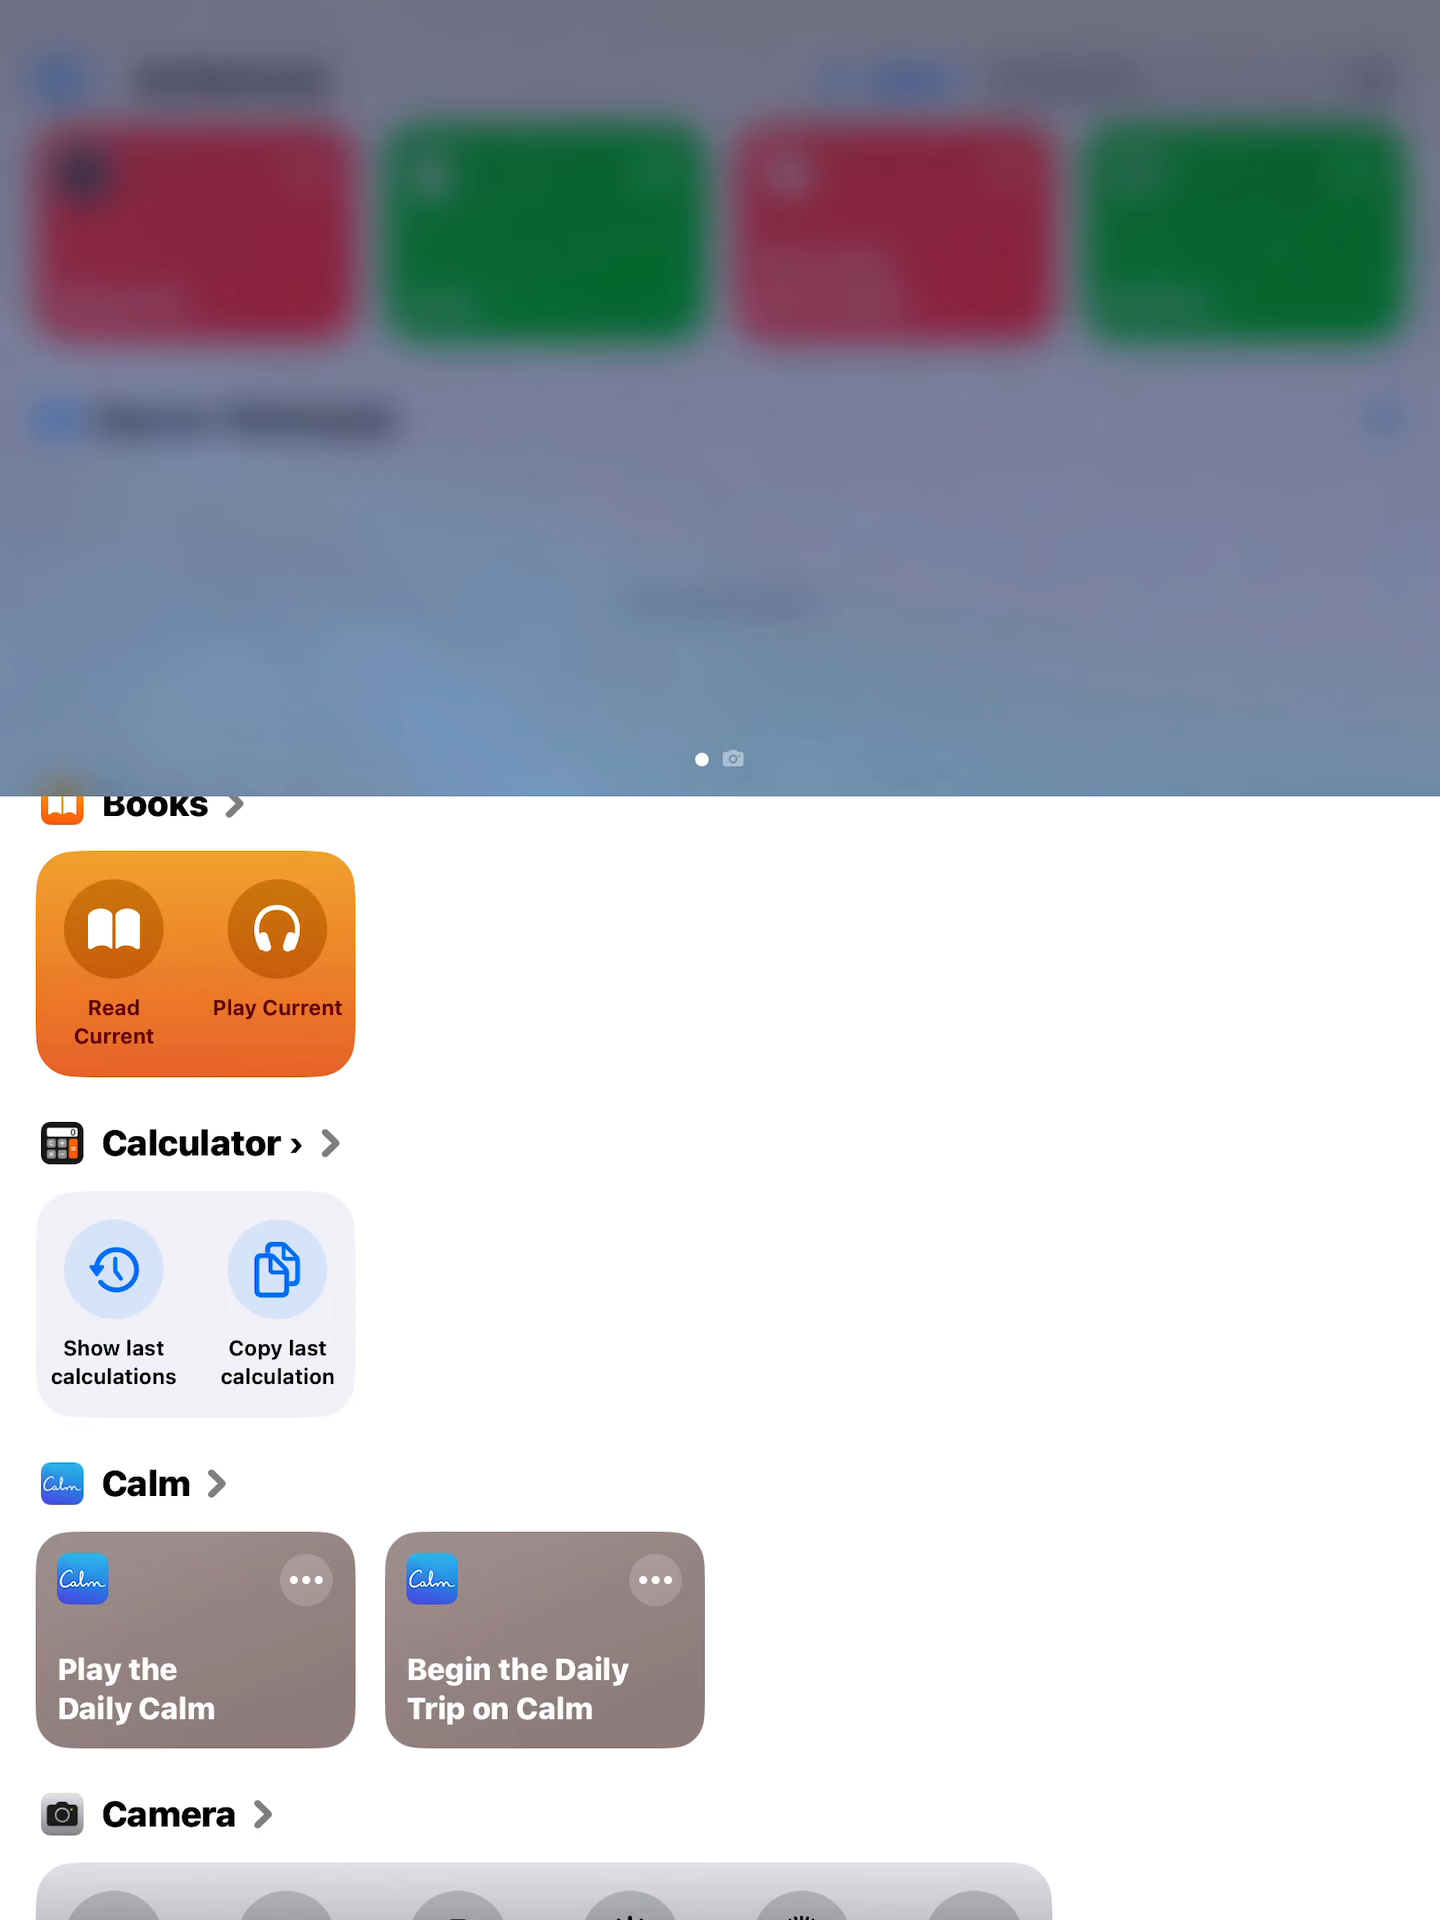 Books
Read
Current
Play Current
Calculator ›
Show last
calculations
Copy last
calculation
Calm
Calm
Play the
Daily Calm
Calm
Begin the Daily
Trip on Calm
Camera